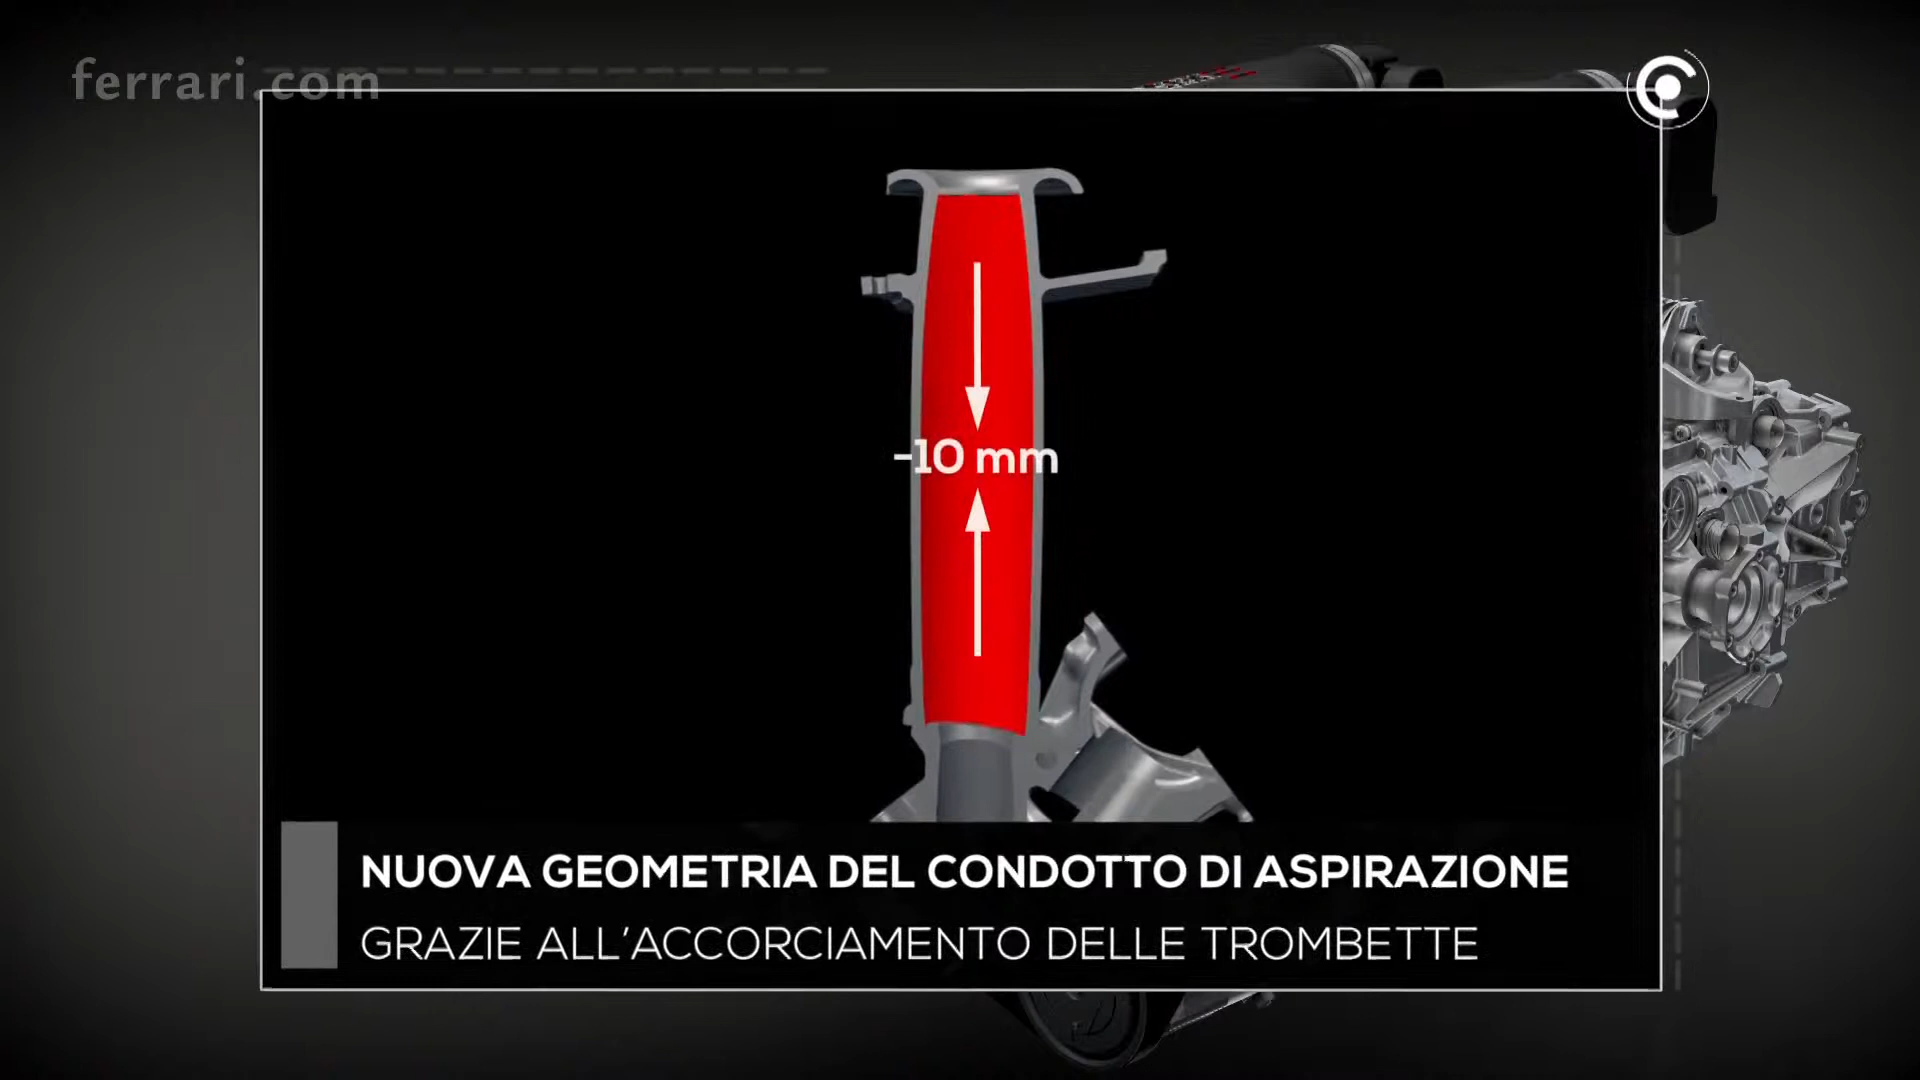 ferrari.com
-10 mm
NUOVA GEOMETRIA DEL CONDOTTO DI ASPIRAZIONE
GRAZIE ALL'ACCORCIAMENTO DELLE TROMBETTE